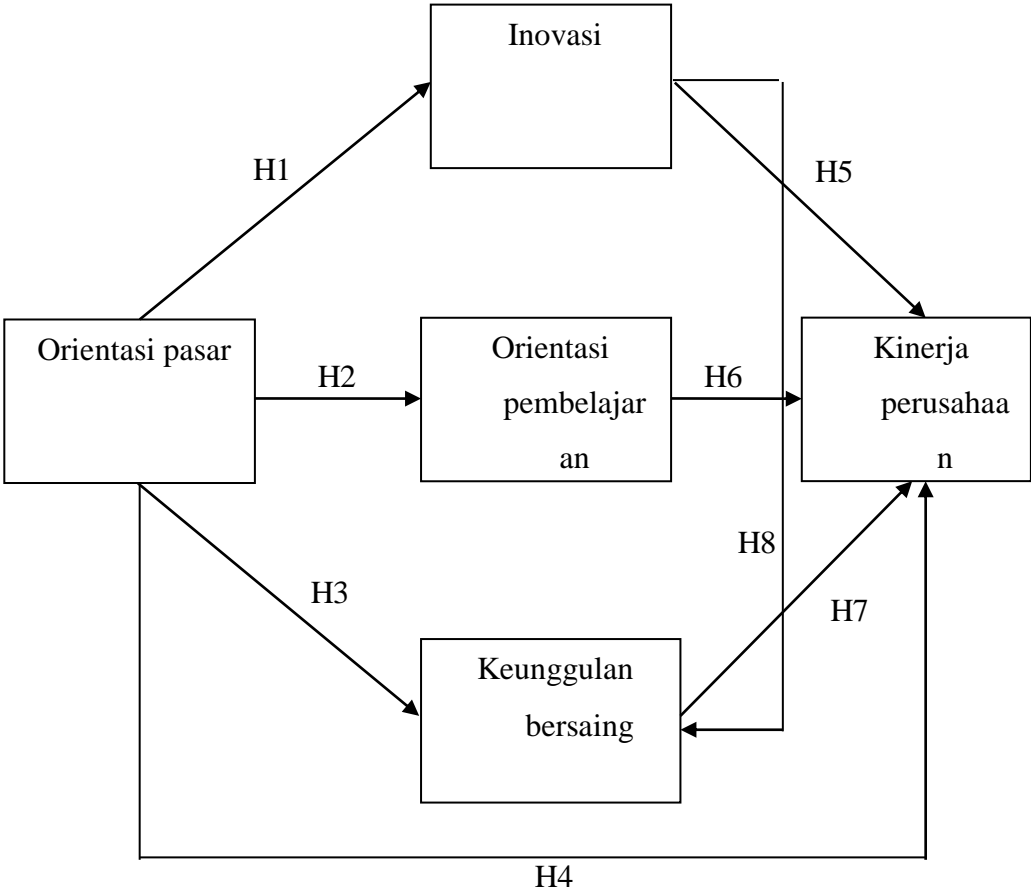 Inovasi
H1
H5
Orientasi pasar
H2
Orientasi
pembelajar
an
H6
Kinerja
perusahaa
n
H8
H3
H7
Keunggulan
bersaing
H4